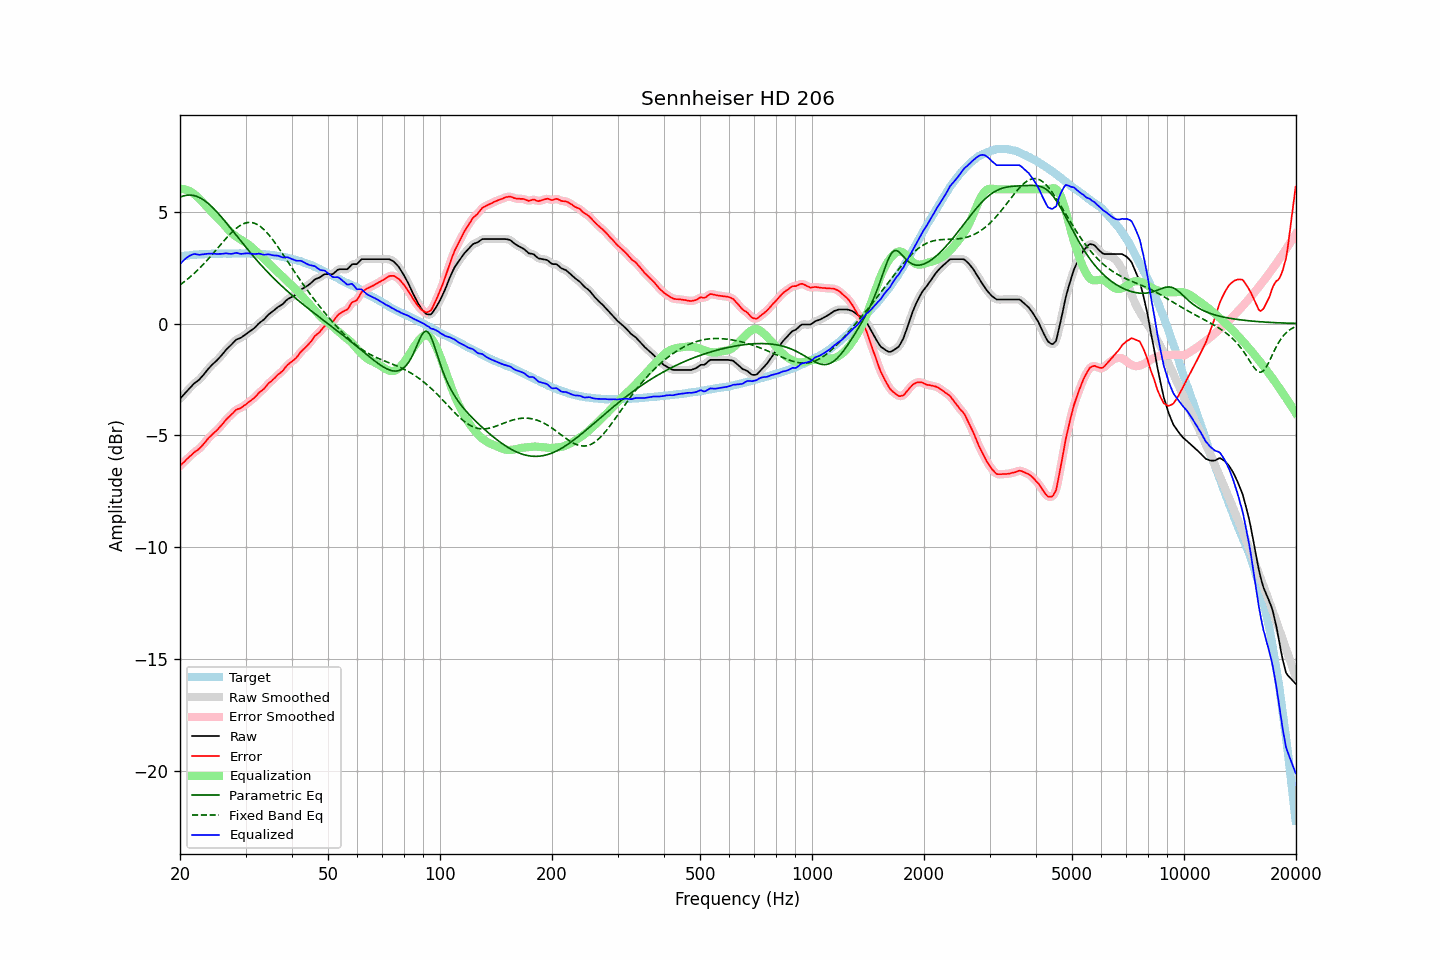 Sennheiser HD 206
Amplitude (dBr)
5
0
−5
−10
−15
−20
Target
Raw Smoothed
Error Smoothed
Raw
Error
Equalization
Parametric Eq
Fixed Band Eq
Equalized
20 50 100 200 500 1000 2000 5000 10000 20000
Frequency (Hz)